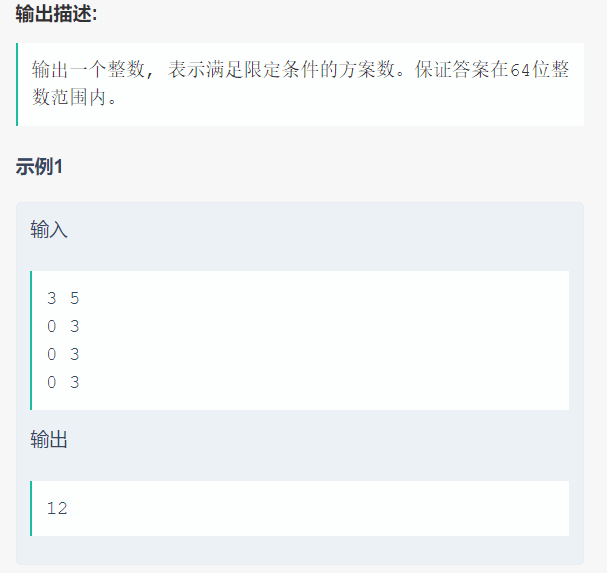 输出描述:
输出一个整数, 表示满足限定条件的方案数。保证答案在64位整
数范围内。
示例1
输入
3 5
0 3
0 3
0 3
输出
12